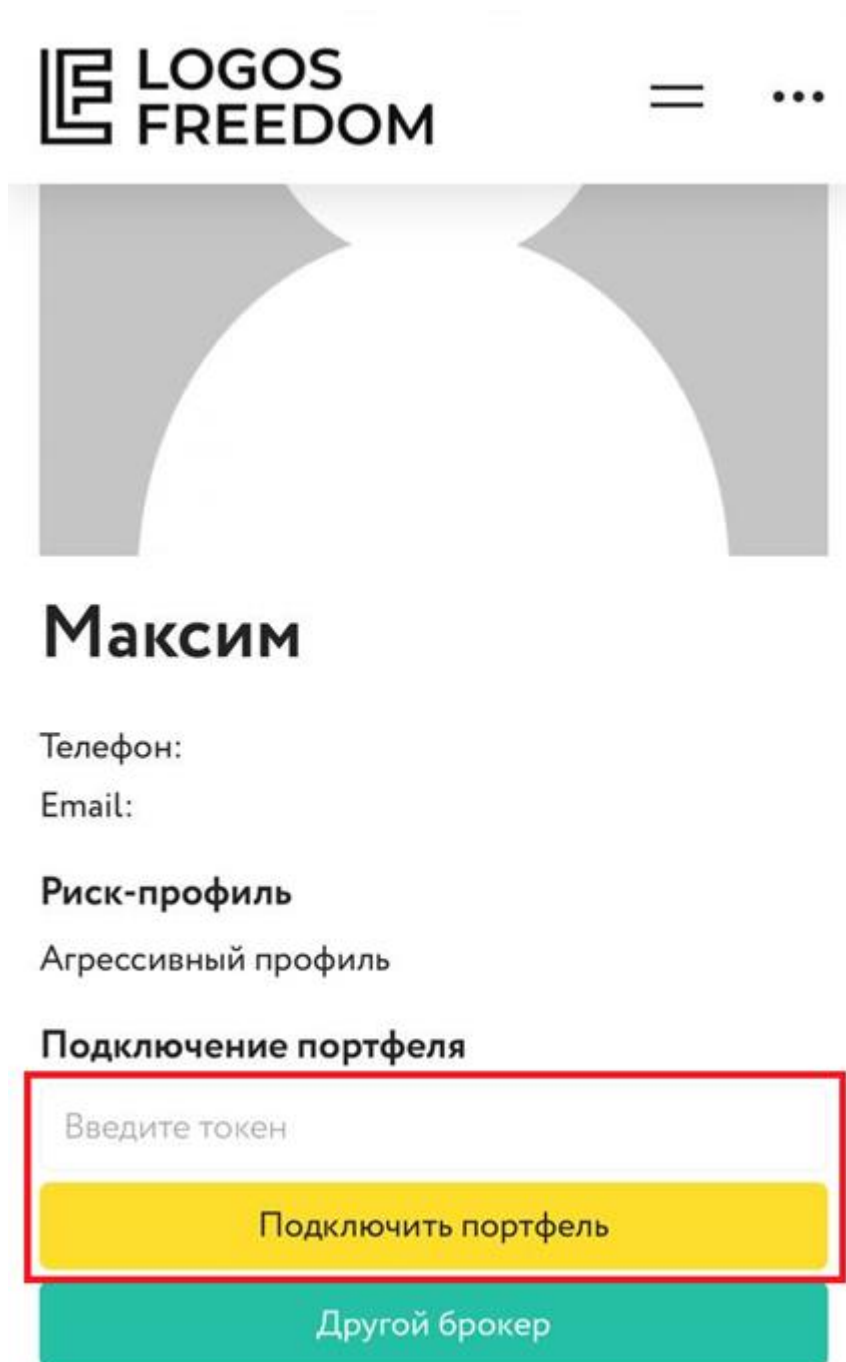 LOGOS
FREEDOM
Максим
Телефон:
Email:
Риск-профиль
Агрессивный профиль
Подключение портфеля
Введите токен
Подключить портфель
Другой брокер